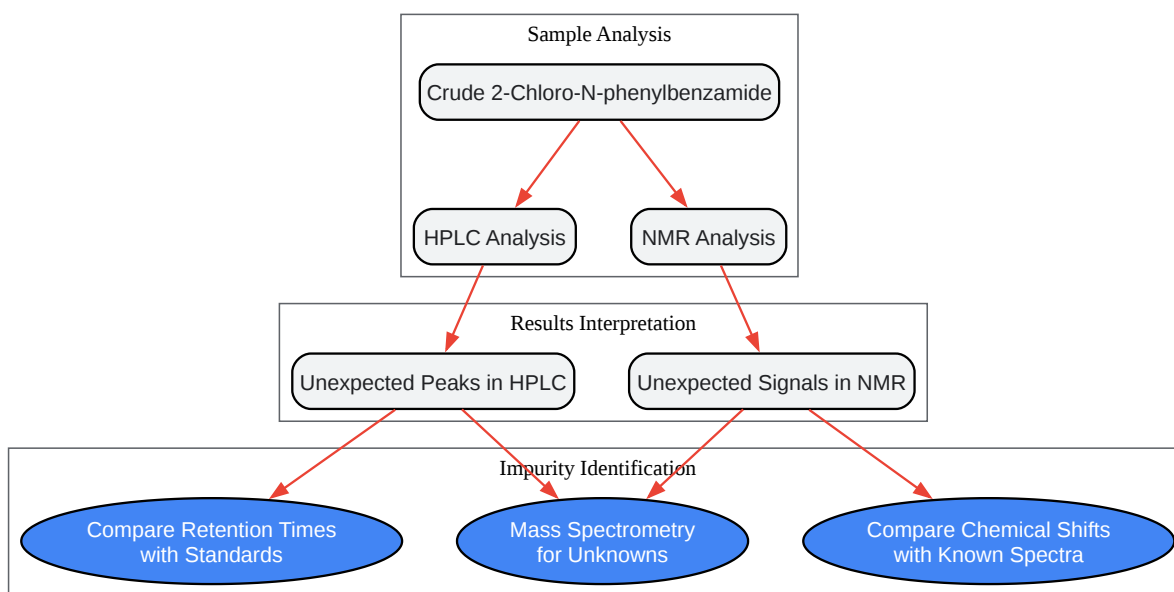 Sample Analysis
Crude 2-Chloro-N-phenylbenzamide
HPLC Analysis
NMR Analysis
Results Interpretation
Unexpected Peaks in HPLC
Unexpected Signals in NMR
Impurity Identification
Compare Retention Times
with Standards
Mass Spectrometry
for Unknowns
Compare Chemical Shifts
with Known Spectra